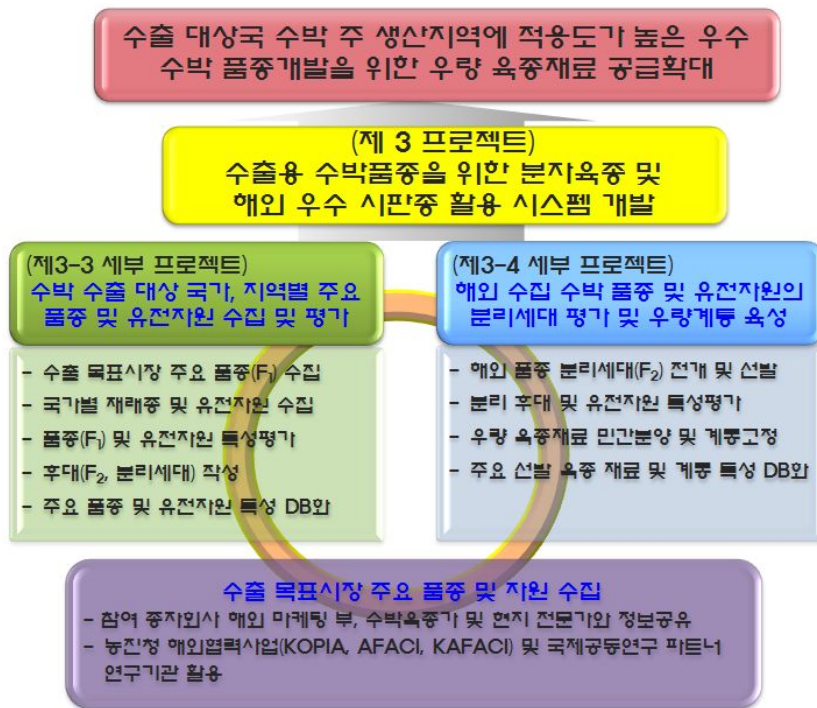 수출 대상국 수박 주 생산지역에 적용도가 높은 우수
수박 품종개발을 위한 우량 육종재료 공급확대
(제 3 프로젝트)
수출용 수박품종을 위한 분자육종 및
해외 우수 시판종 활용 시스템 개발
(제3-3 세부 프로젝트)
수박 수출 대상 국가, 지역별 주요
품종 및 유전자원 수집 및 평가
- 수출 목표시장 주요 품종(F₁) 수집
- 국가별 재래종 및 유전자원 수집
- 품종(F₁) 및 유전자원 특성평가
- 후대(F₂, 분리세대) 작성
- 주요 품종 및 유전자원 특성 DB화
(제3-4 세부 프로젝트)
해외 수집 수박 품종 및 유전자원의
분리세대 평가 및 우량계통 육성
- 해외 품종 분리세대(F₂) 전개 및 선발
- 분리 후대 및 유전자원 특성평가
- 우량 육종재료 민간분양 및 계통고정
- 주요 선발 육종 재료 및 계통 특성 DB화
수출 목표시장 주요 품종 및 자원 수집
- 참여 종자회사 해외 마케팅 부, 수박육종가 및 현지 전문가와 정보공유
- 농진청 해외협력사업(KOPIA, AFACI, KAFACI) 및 국제공동연구 파트너
연구기관 활용